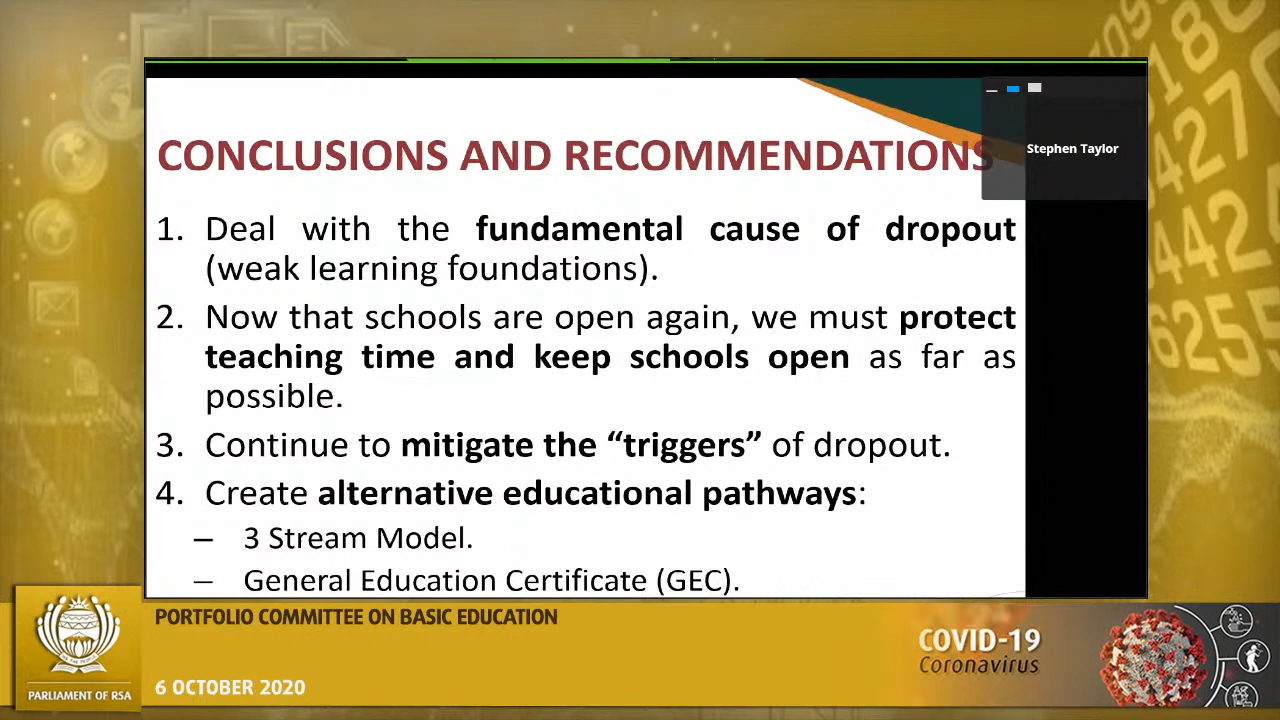 CONCLUSIONS AND RECOMMENDATIONS
Stephen Taylor
1. Deal with the fundamental cause of dropout
(weak learning foundations).
2. Now that schools are open again, we must protect
teaching time and keep schools open as far as
possible.
3. Continue to mitigate the “triggers” of dropout.
4. Create alternative educational pathways:
– 3 Stream Model.
– General Education Certificate (GEC).
PORTFOLIO COMMITTEE ON BASIC EDUCATION
COVID-19
Coronavirus
PARLIAMENT OF RSA
6 OCTOBER 2020